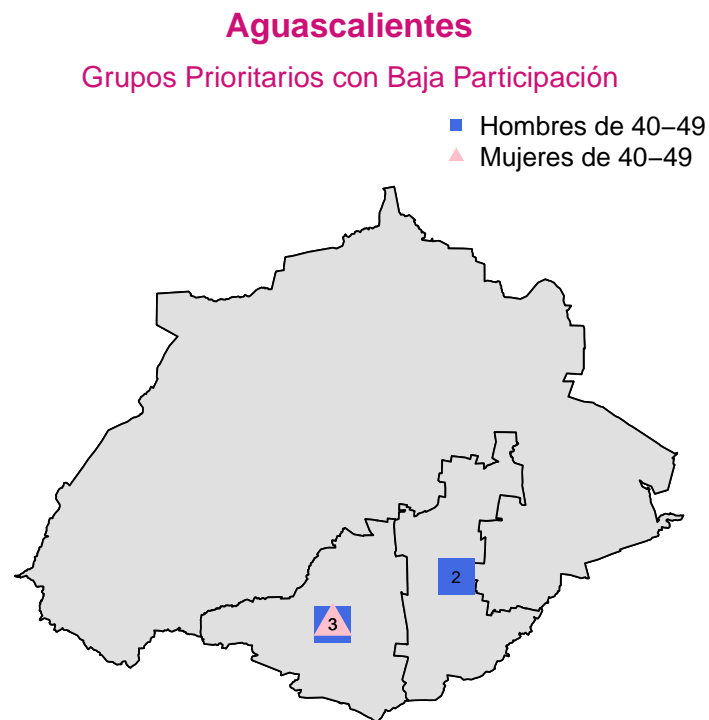 Aguascalientes
Grupos Prioritarios con Baja Participación
Hombres de 40−49
Mujeres de 40−49
2
3